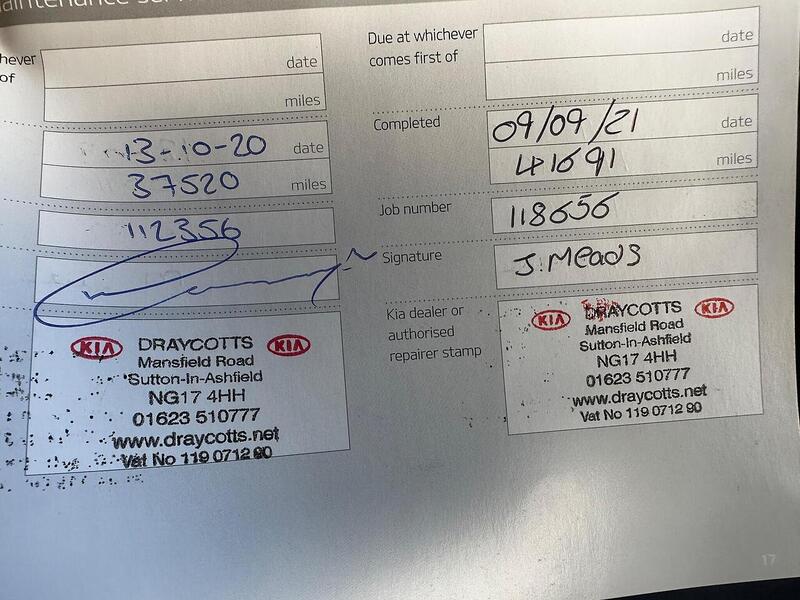 hever
of
date
miles
13-10-20 date
37520 miles
112356
KIA DRAYCOTTS KIA
Mansfield Road
Sutton-In-Ashfield
NG17 4HH
01623 510777
www.draycotts.net
Vat No 119 0712 90
Due at whichever
comes first of
date
miles
Completed
09/09/21 date
41691 miles
Job number
118656
Signature
J. Meads
Kia dealer or
authorised
repairer stamp
KIA DRAYCOTTS KIA
Mansfield Road
Sutton-In-Ashfield
NG17 4HH
01623 510777
www.draycotts.net
Vat No 119 0712 90
17